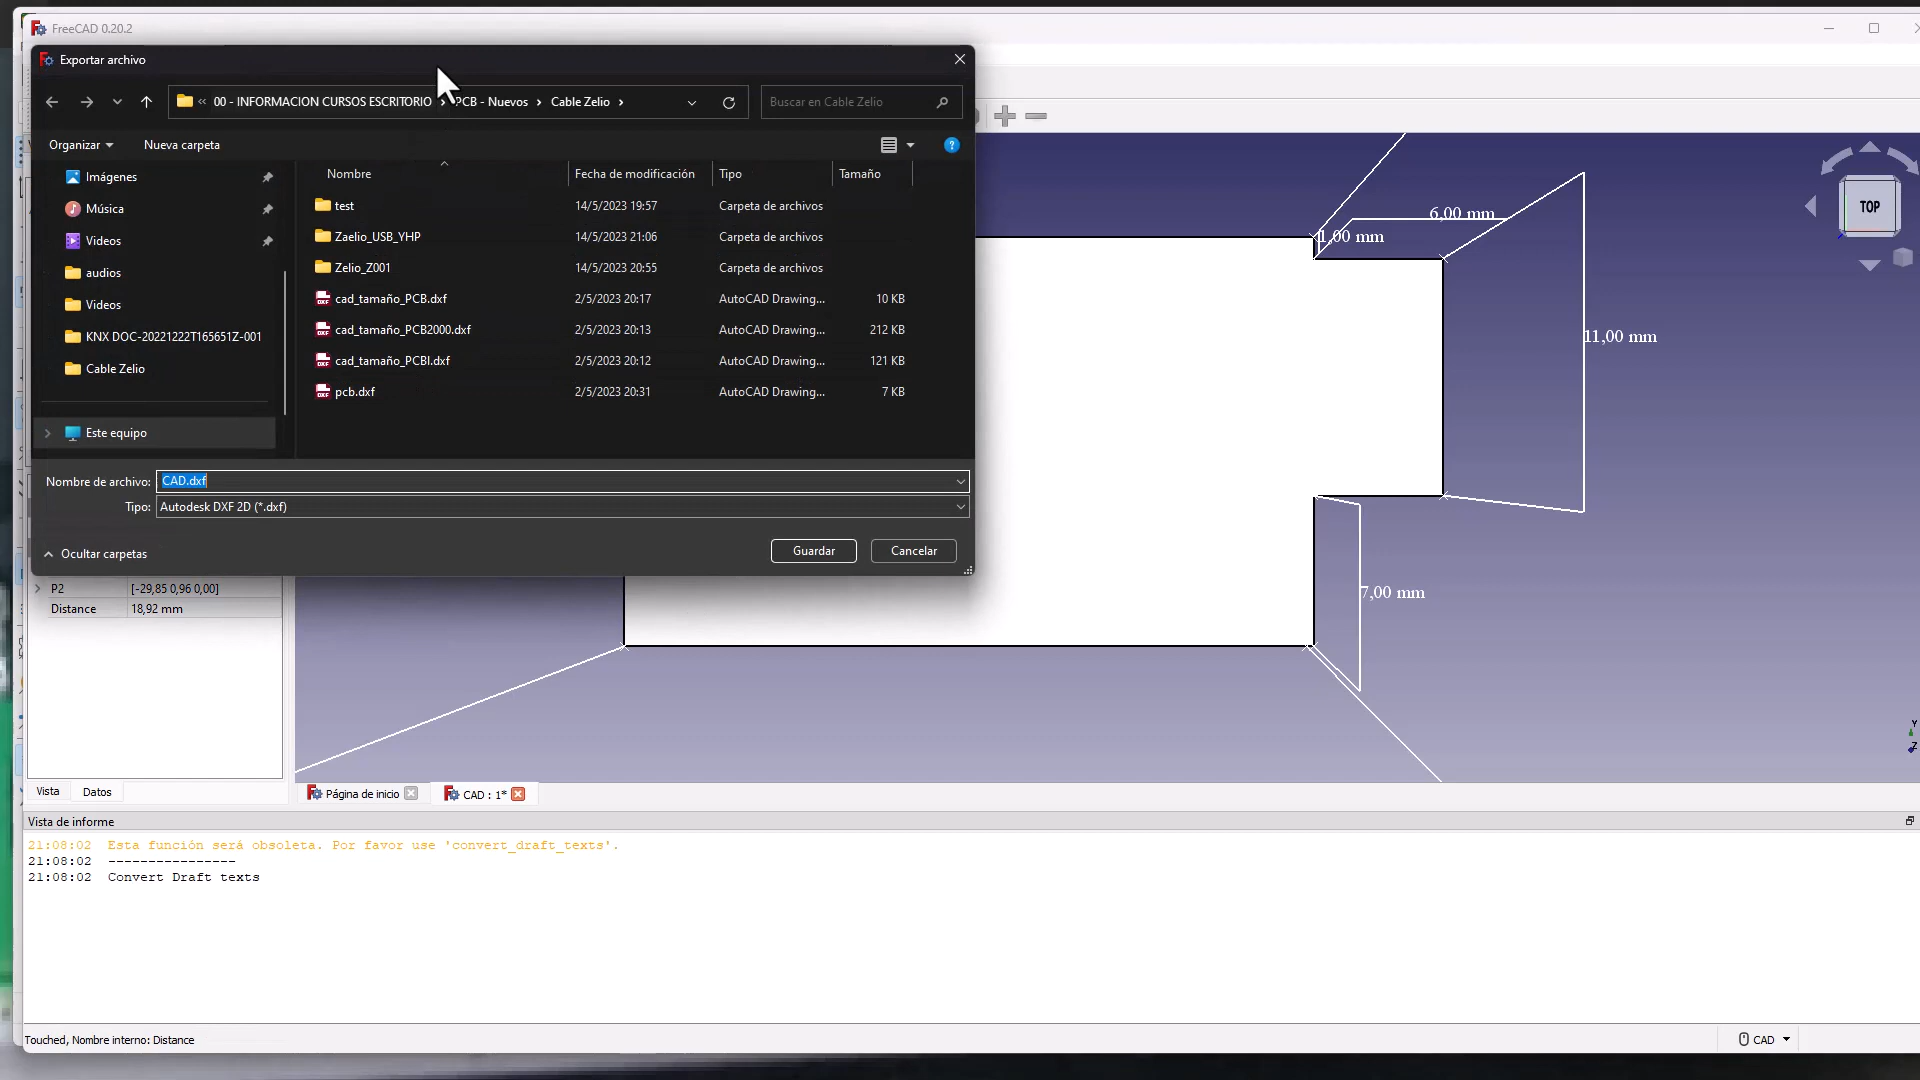 FreeCAD 0.20.2
Exportar archivo
« 00 - INFORMACION CURSOS ESCRITORIO › PCB - Nuevos › Cable Zelio ›
Buscar en Cable Zelio
Organizar
Nueva carpeta
Nombre
Fecha de modificación
Tipo
Tamaño
Imágenes
Música
Videos
audios
Videos
KNX DOC-20221222T165651Z-001
Cable Zelio
Este equipo
test 14/5/2023 19:57 Carpeta de archivos
Zaelio_USB_YHP 14/5/2023 21:06 Carpeta de archivos
Zelio_Z001 14/5/2023 20:55 Carpeta de archivos
cad_tamaño_PCB.dxf 2/5/2023 20:17 AutoCAD Drawing... 10 KB
cad_tamaño_PCB2000.dxf 2/5/2023 20:13 AutoCAD Drawing... 212 KB
cad_tamaño_PCBI.dxf 2/5/2023 20:12 AutoCAD Drawing... 121 KB
pcb.dxf 2/5/2023 20:31 AutoCAD Drawing... 7 KB
Nombre de archivo: CAD.dxf
Tipo: Autodesk DXF 2D (*.dxf)
Ocultar carpetas
Guardar
Cancelar
TOP
6,00 mm
1,00 mm
11,00 mm
7,00 mm
Y
Z
P2 [-29,85 0,96 0,00]
Distance 18,92 mm
Vista
Datos
Página de inicio
CAD : 1*
Vista de informe
21:08:02 Esta función será obsoleta. Por favor use 'convert_draft_texts'.
21:08:02 ----------------
21:08:02 Convert Draft texts
Touched, Nombre interno: Distance
CAD